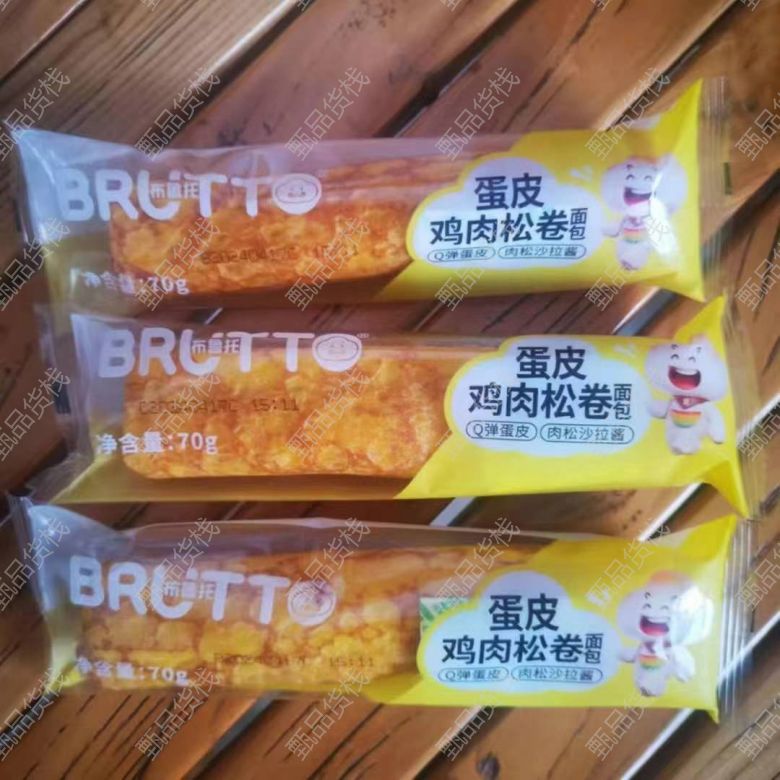 BRUTTO
布鲁托
蛋皮
鸡肉松卷面包
Q弹蛋皮 肉松沙拉酱
净含量:70g
BRUTTO
布鲁托
蛋皮
鸡肉松卷面包
15:11
Q弹蛋皮 肉松沙拉酱
净含量:70g
BRUTTO
布鲁托
蛋皮
鸡肉松卷面包
15:11
Q弹蛋皮 肉松沙拉酱
净含量:70g
甄品货栈